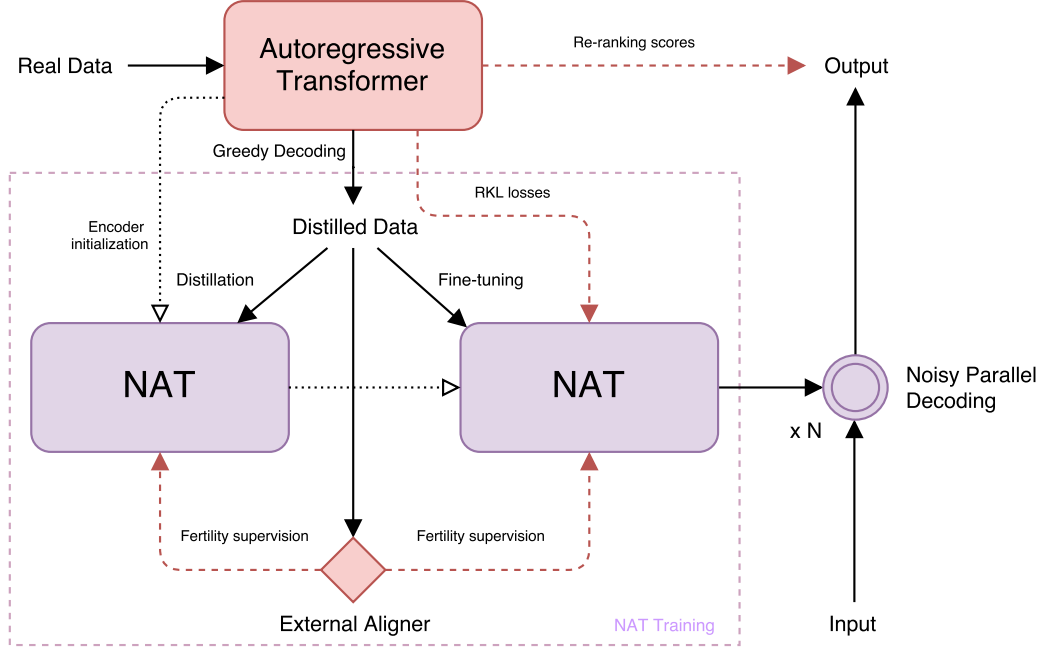 Real Data
Autoregressive
Transformer
Re-ranking scores
Output
Greedy Decoding
RKL losses
Distilled Data
Encoder
initialization
Distillation
Fine-tuning
NAT
NAT
Noisy Parallel
Decoding
x N
Fertility supervision
Fertility supervision
External Aligner
NAT Training
Input